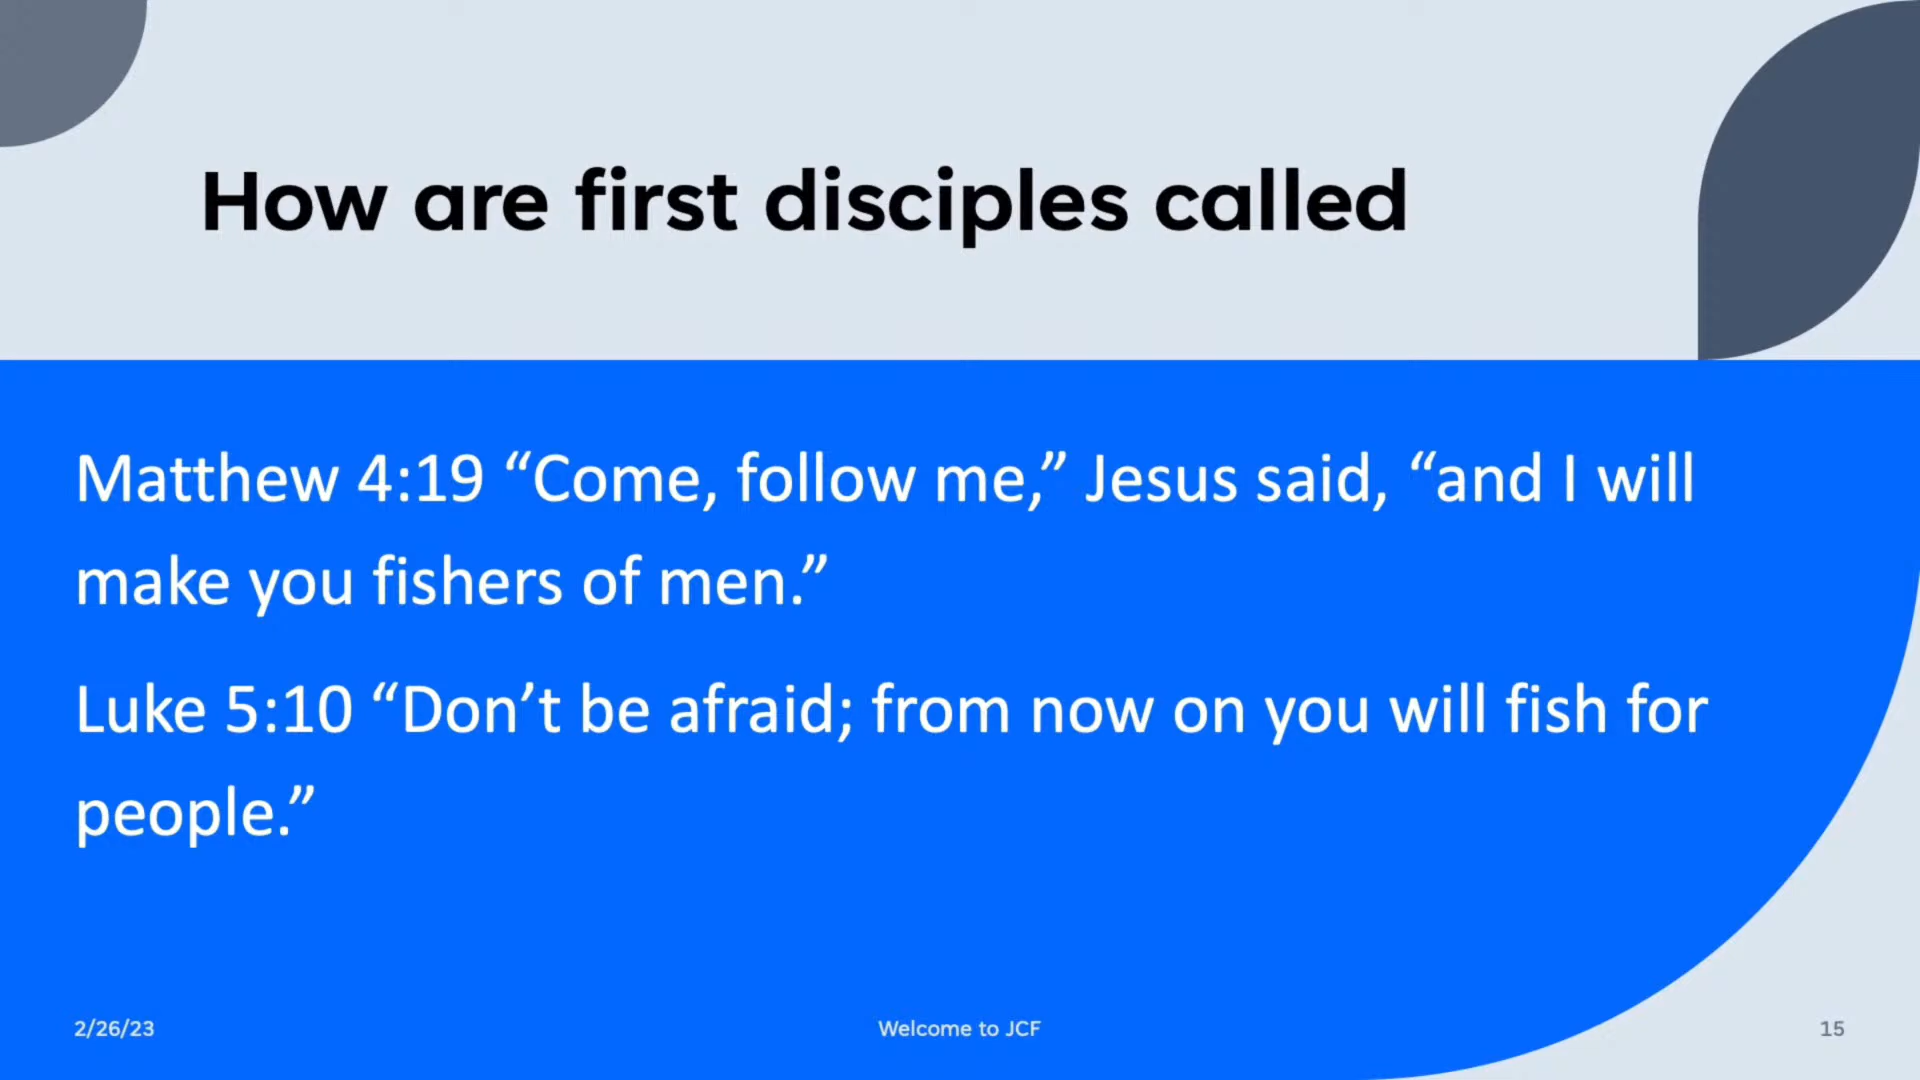 How are first disciples called
Matthew 4:19 “Come, follow me,” Jesus said, “and I will
make you fishers of men.”
Luke 5:10 “Don’t be afraid; from now on you will fish for
people.”
2/26/23
Welcome to JCF
15